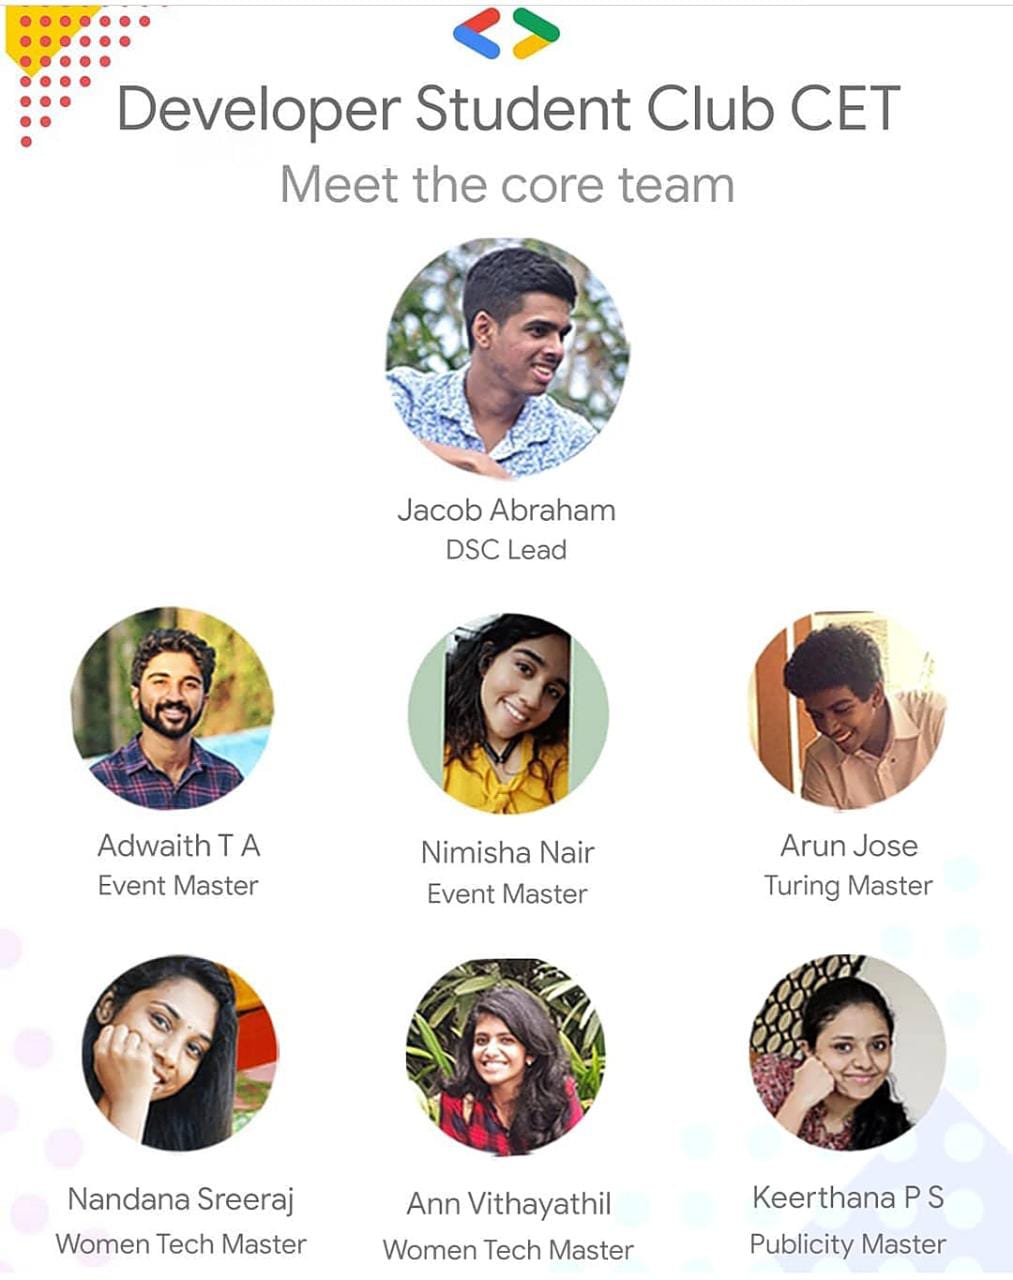 Developer Student Club CET
Meet the core team
Jacob Abraham
DSC Lead
Adwaith T A
Event Master
Nimisha Nair
Event Master
Arun Jose
Turing Master
Nandana Sreeraj
Women Tech Master
Ann Vithayathil
Women Tech Master
Keerthana P S
Publicity Master